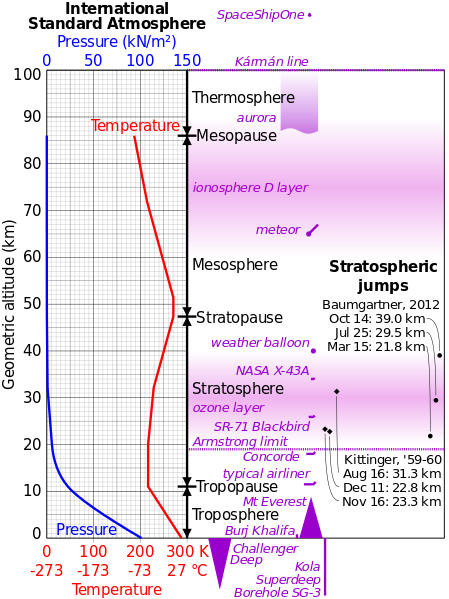 International
Standard Atmosphere
Pressure (kN/m²)
0 50 100 150
SpaceShipOne
Kármán line
100
90
80
70
60
50
40
30
20
10
0
Geometric altitude (km)
Thermosphere
aurora
Temperature
Mesopause
ionosphere D layer
meteor
Mesosphere
Stratospheric
jumps
Baumgartner, 2012
Oct 14: 39.0 km
Jul 25: 29.5 km
Mar 15: 21.8 km
Stratopause
weather balloon
NASA X-43A
Stratosphere
ozone layer
SR-71 Blackbird
Armstrong limit
Concorde
Kittinger, '59-60
Aug 16: 31.3 km
Dec 11: 22.8 km
Nov 16: 23.3 km
typical airliner
Tropopause
Mt Everest
Troposphere
Pressure
Burj Khalifa
0 100 200 300 K
-273 -173 -73 27 °C
Temperature
Challenger
Deep
Kola
Superdeep
Borehole SG-3